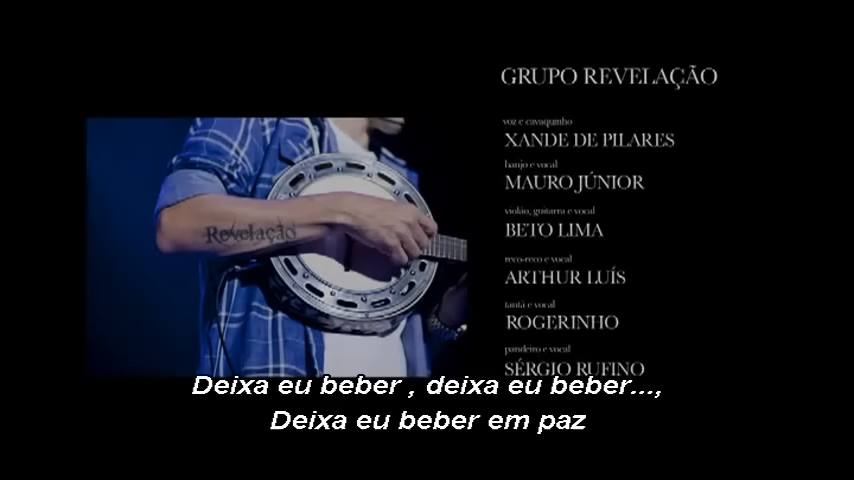 GRUPO REVELAÇÃO
voz e cavaquinho
XANDE DE PILARES
banjo e vocal
MAURO JÚNIOR
violão, guitarra e vocal
BETO LIMA
reco-reco e vocal
ARTHUR LUÍS
tantã e vocal
ROGERINHO
pandeiro e vocal
SÉRGIO RUFINO
Revelação
Deixa eu beber , deixa eu beber...,
Deixa eu beber em paz